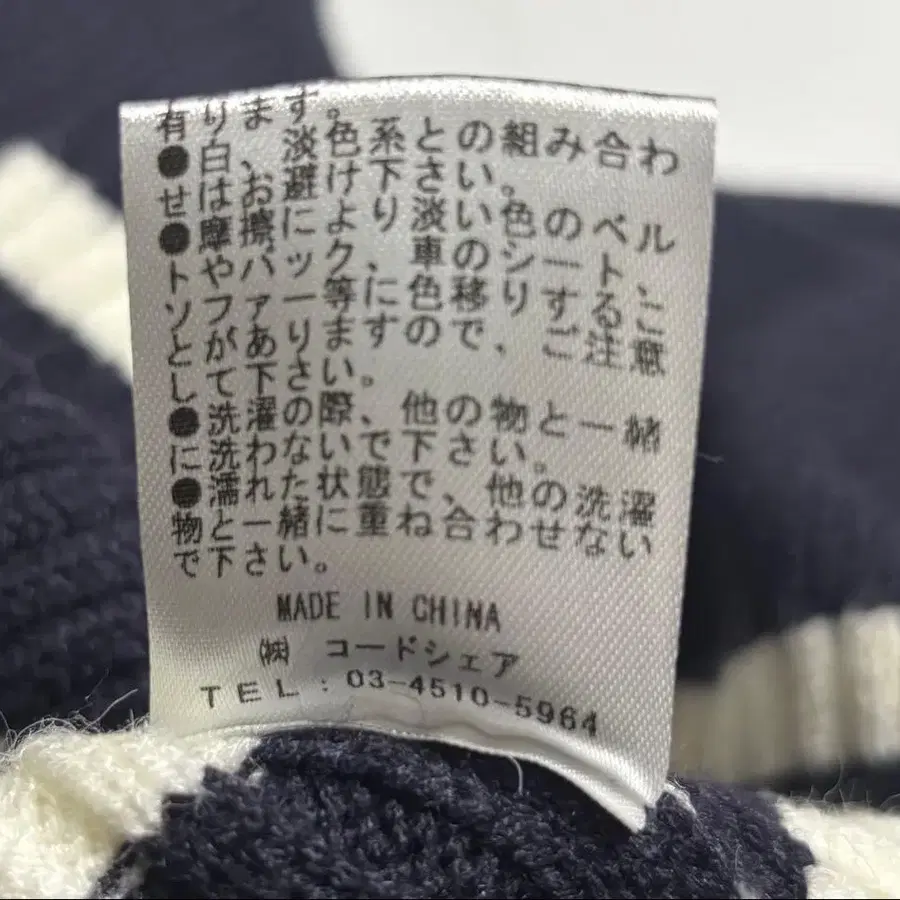 有ります。
●白、淡色系との組み合わ
せはお避け下さい。
●摩擦により、淡い色のベル
トやバック、車のシート、
ソファー等に色移りするこ
とがありますので、ご注意
して下さい。
●洗濯の際、他の物と一緒
に洗わないで下さい。
●濡れた状態で、他の洗濯
物と一緒に重ね合わせない
で下さい。
MADE IN CHINA
㈱ コードシェア
TEL:03-4510-5964